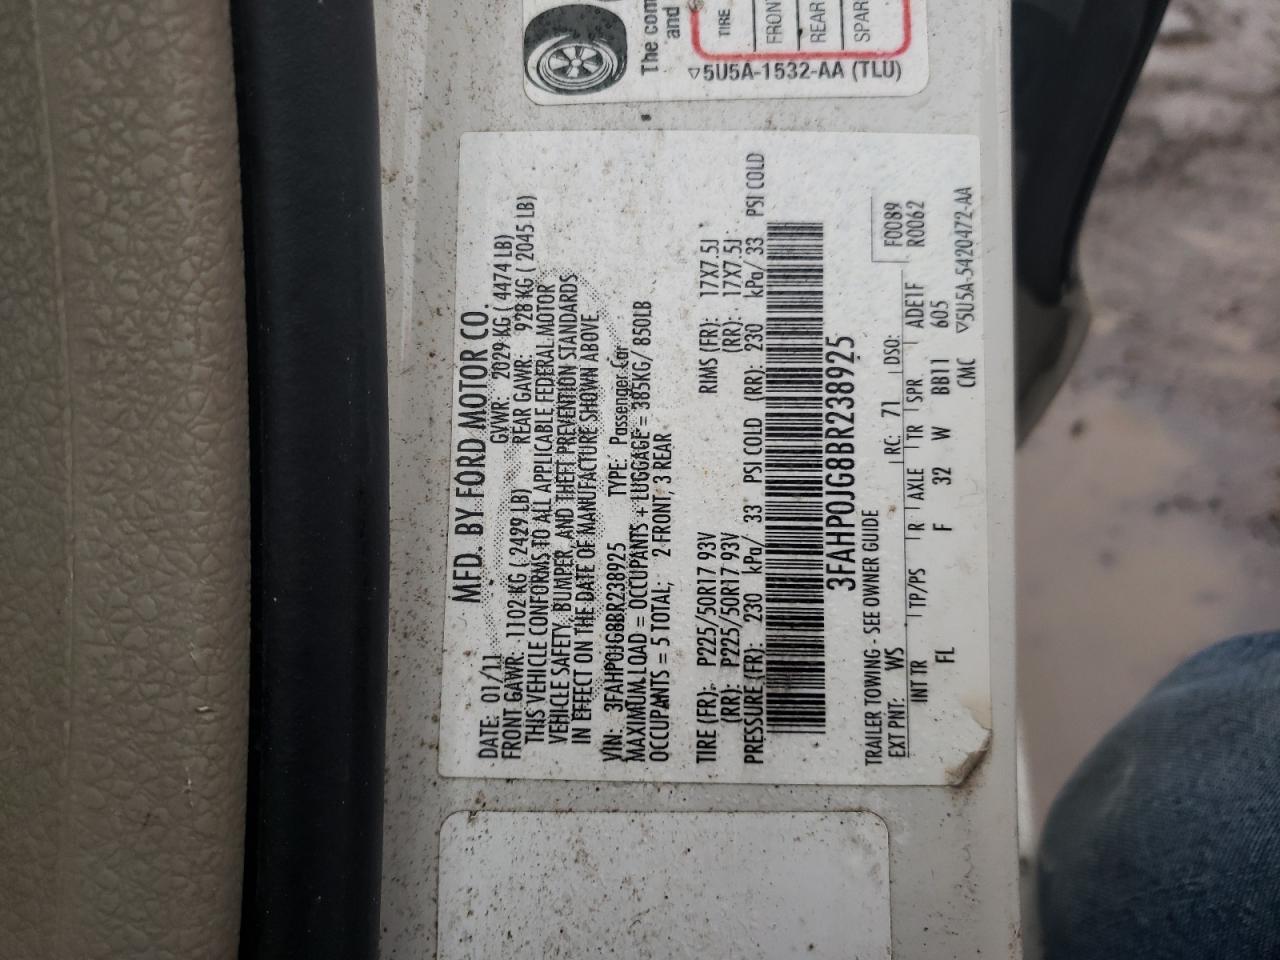 The com
and
TIRE
FRON
REAR
SPAR
▽5U5A-1532-AA (TLU)
MFD. BY FORD MOTOR CO.
DATE: 01/11 GVWR: 2029 KG ( 4474 LB)
FRONT GAWR: 1102 KG ( 2429 LB) REAR GAWR: 928 KG ( 2045 LB)
THIS VEHICLE CONFORMS TO ALL APPLICABLE FEDERAL MOTOR
VEHICLE SAFETY, BUMPER, AND THEFT PREVENTION STANDARDS
IN EFFECT ON THE DATE OF MANUFACTURE SHOWN ABOVE
VIN: 3FAHP0JG8BR238925 TYPE: Passenger Car
MAXIMUM LOAD = OCCUPANTS + LUGGAGE = 385KG/ 850LB
OCCUPANTS = 5 TOTAL; 2 FRONT, 3 REAR
TIRE (FR): P225/50R17 93V RIMS (FR): 17X7.5J
(RR): P225/50R17 93V (RR): 17X7.5J
PRESSURE (FR): 230 kPa/ 33 PSI COLD (RR): 230 kPa/ 33 PSI COLD
3FAHP0JG8BR238925
TRAILER TOWING - SEE OWNER GUIDE
F0089
R0062
EXT PNT: WS RC: 71 DSO:
INT TR TP/PS R AXLE TR SPR ADE1F
FL F 32 W BB11 605
CMC ▽5U5A-5420472-AA